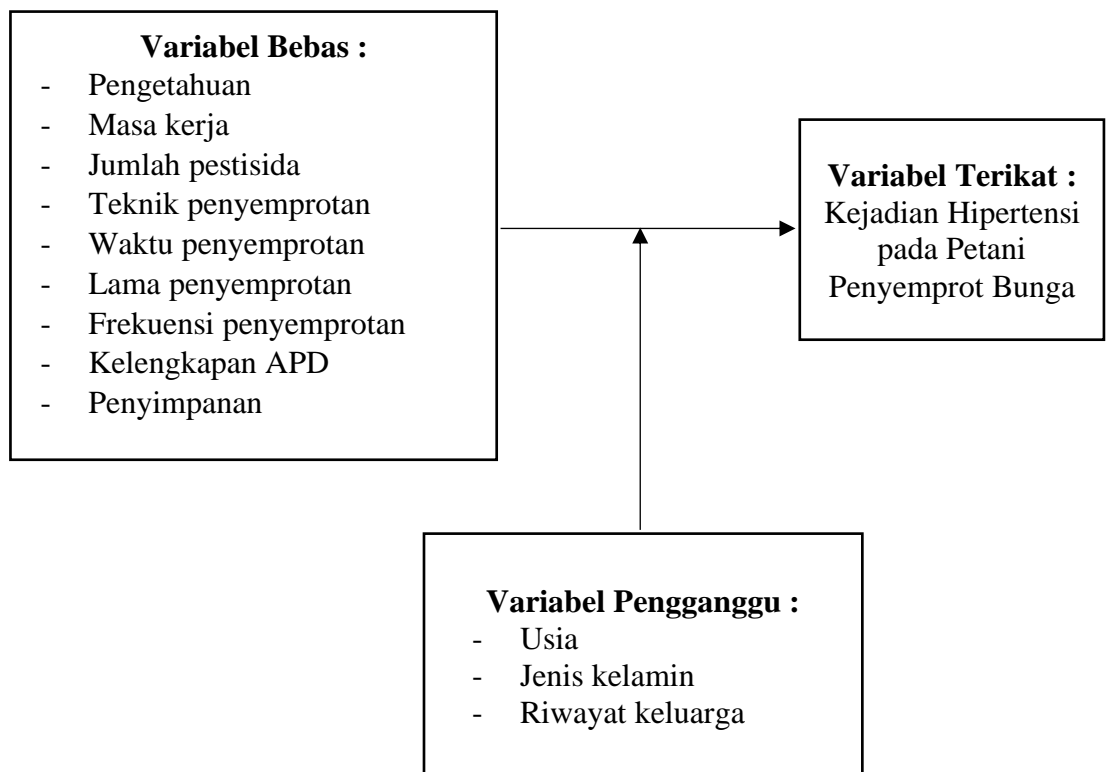 Variabel Bebas :
- Pengetahuan
- Masa kerja
- Jumlah pestisida
- Teknik penyemprotan
- Waktu penyemprotan
- Lama penyemprotan
- Frekuensi penyemprotan
- Kelengkapan APD
- Penyimpanan
Variabel Terikat :
Kejadian Hipertensi
pada Petani
Penyemprot Bunga
Variabel Pengganggu :
- Usia
- Jenis kelamin
- Riwayat keluarga